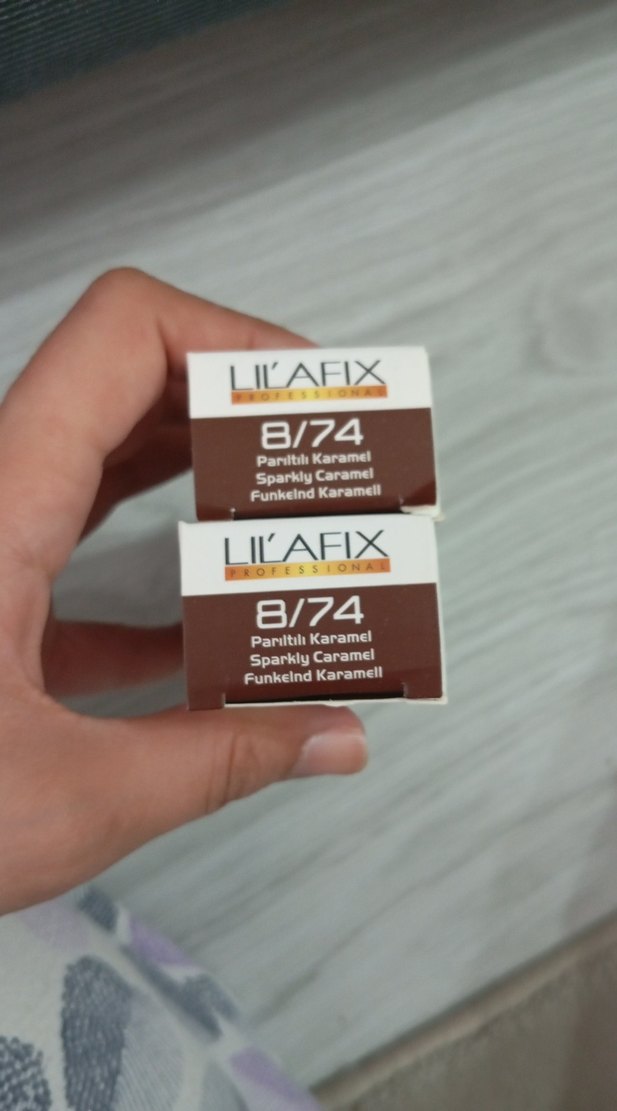 LIL'AFIX
PROFESSIONAL
8/74
Parıltılı Karamel
Sparkly Caramel
Funkelnd Karamell
LIL'AFIX
PROFESSIONAL
8/74
Parıltılı Karamel
Sparkly Caramel
Funkelnd Karamell